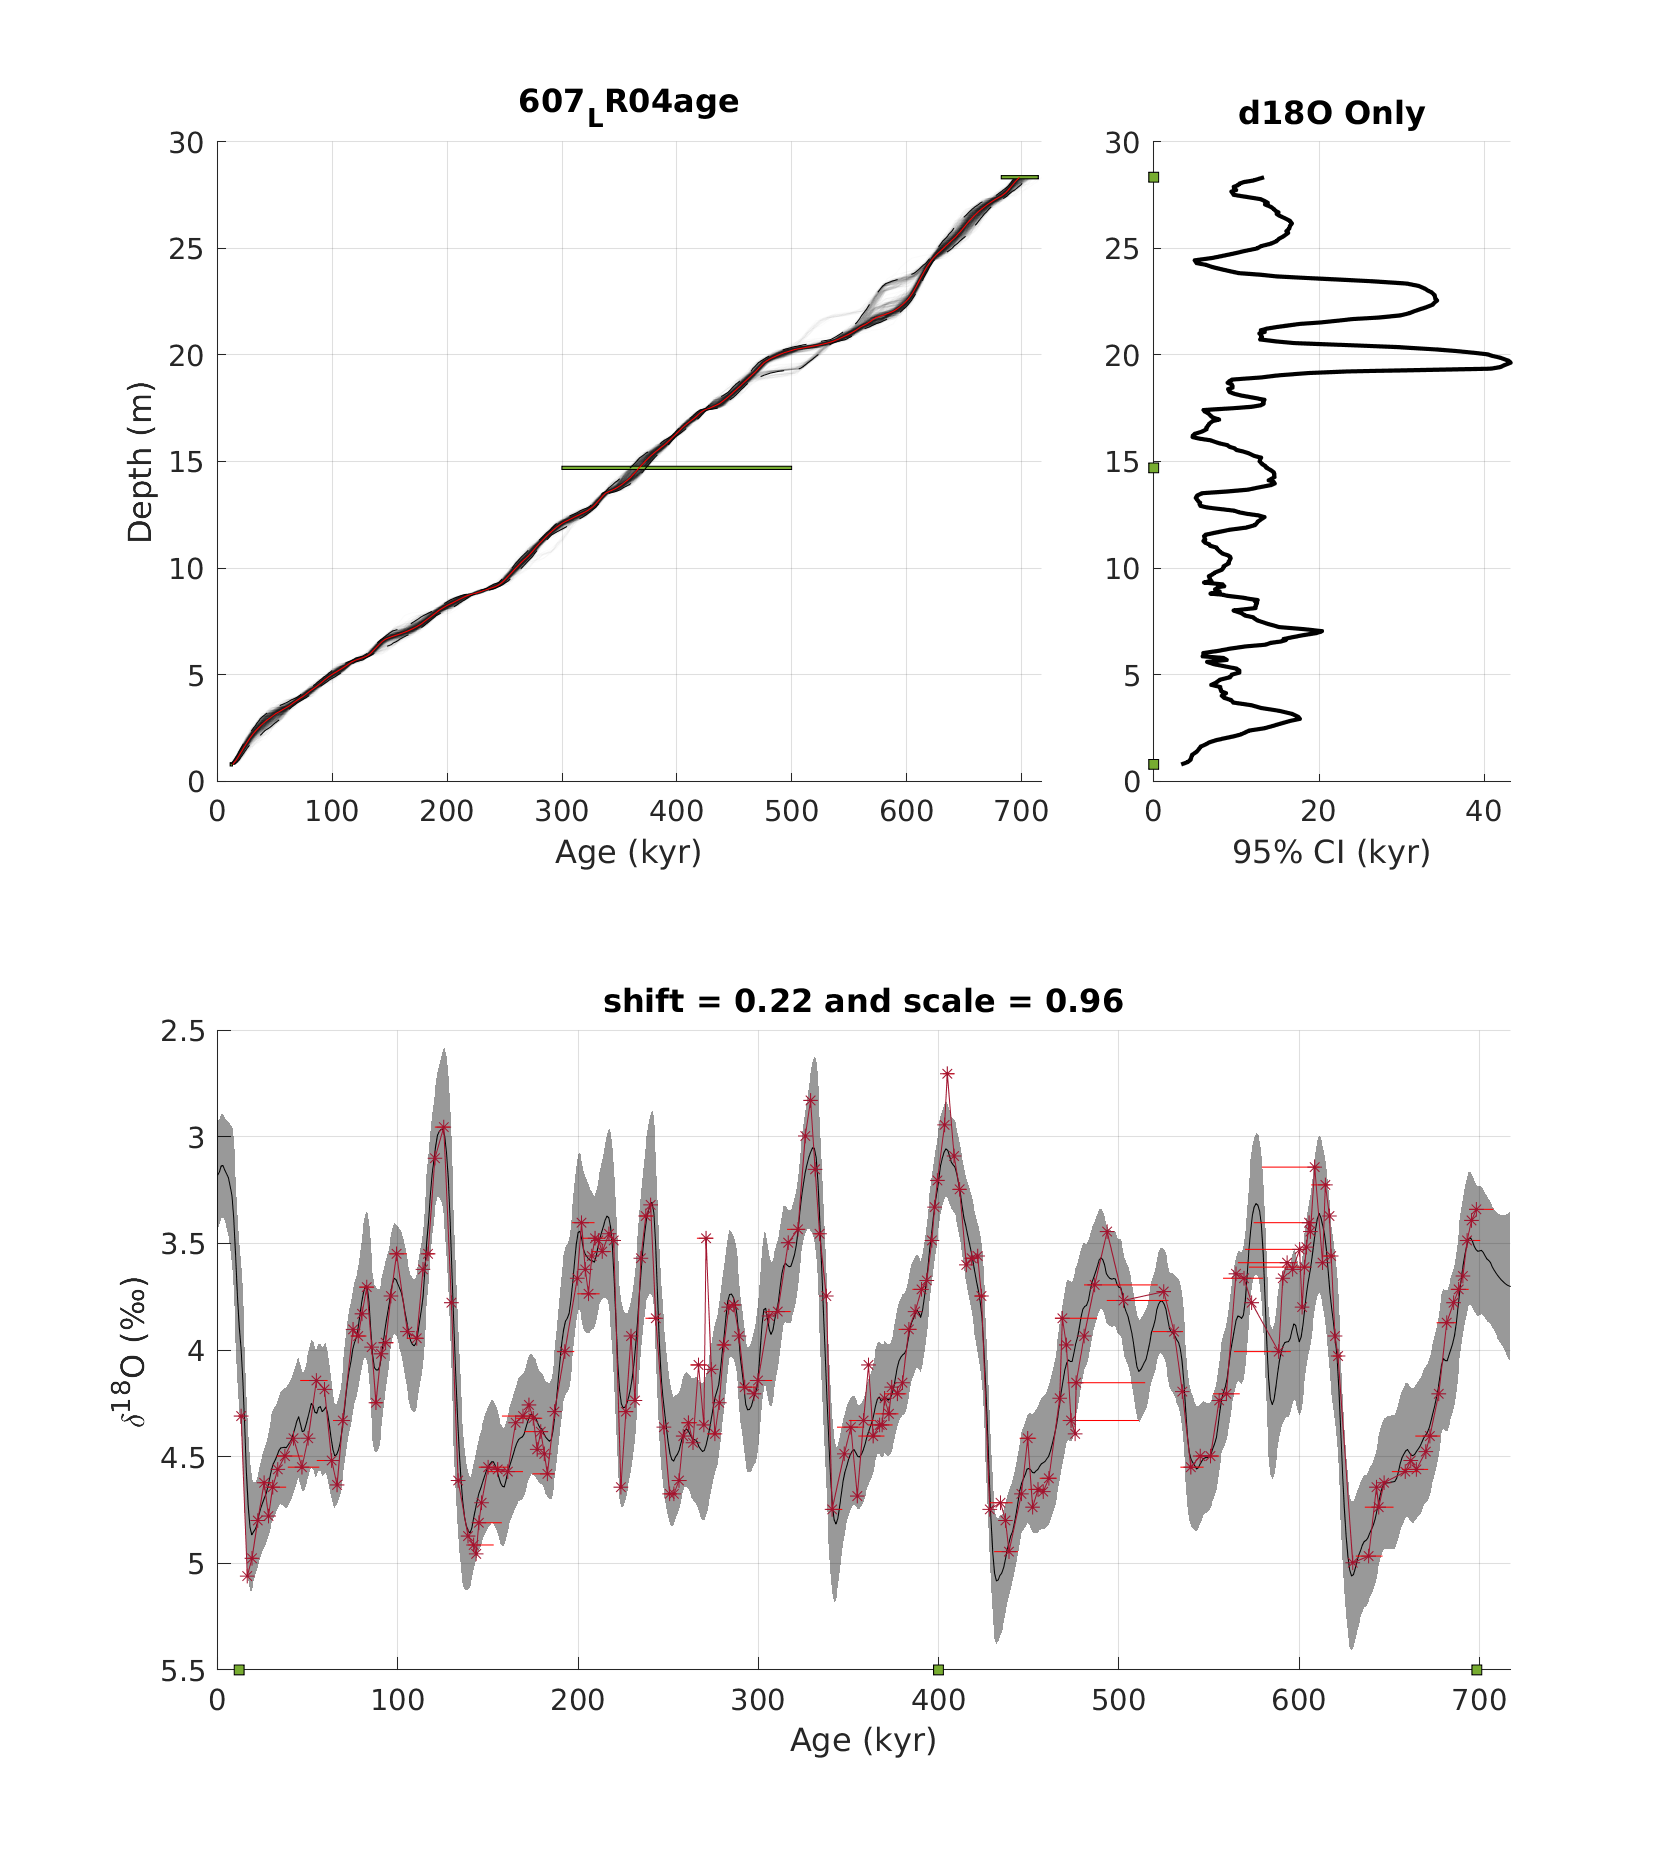 607LR04age
d18O Only
30
25
20
15
10
5
0
Depth (m)
0 100 200 300 400 500 600 700
Age (kyr)
30
25
20
15
10
5
0
0 20 40
95% CI (kyr)
shift = 0.22 and scale = 0.96
2.5
3
3.5
4
4.5
5
5.5
δ18O (‰)
0 100 200 300 400 500 600 700
Age (kyr)